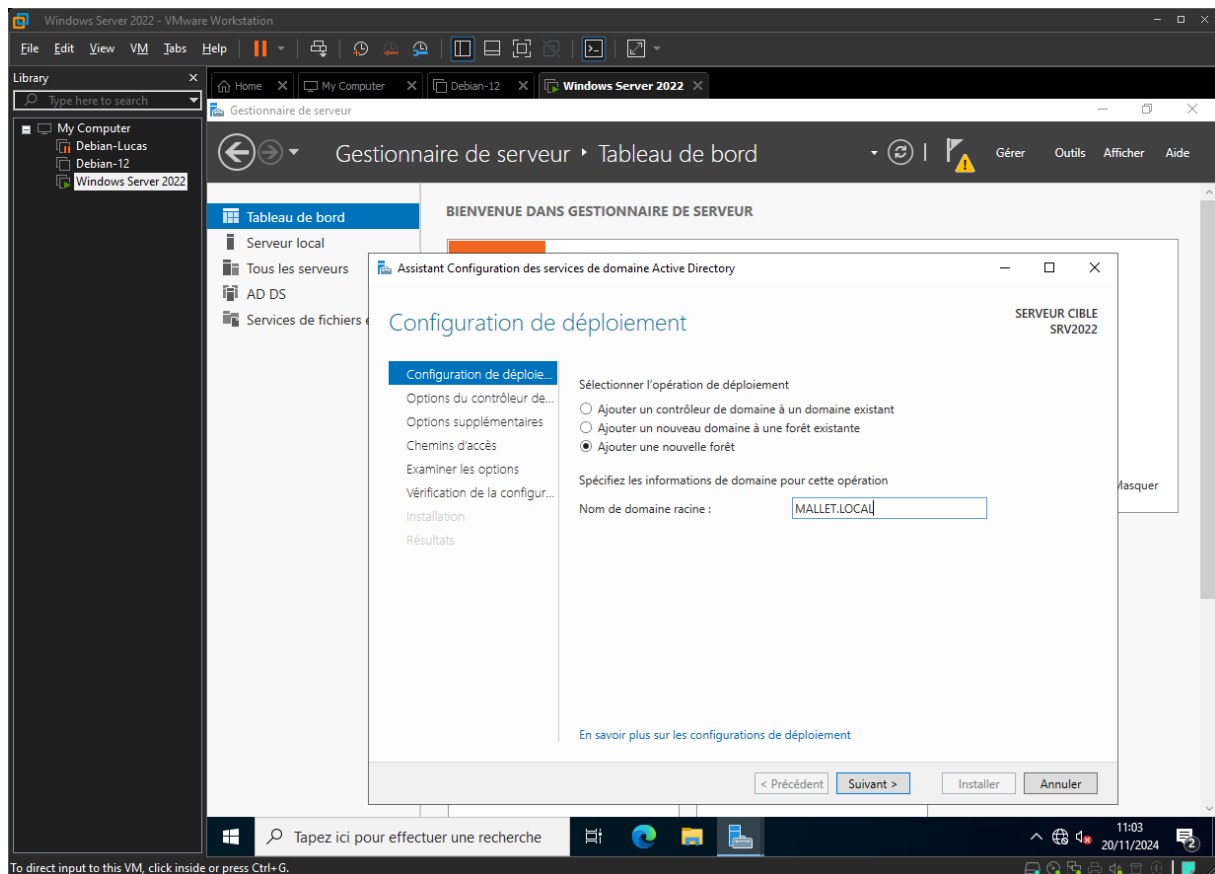 Windows Server 2022 - VMware Workstation
File Edit View VM Tabs Help
Library
Type here to search
My Computer
Debian-Lucas
Debian-12
Windows Server 2022
Home My Computer Debian-12 Windows Server 2022
Gestionnaire de serveur
Gestionnaire de serveur • Tableau de bord
Gérer Outils Afficher Aide
Tableau de bord
Serveur local
Tous les serveurs
AD DS
Services de fichiers
BIENVENUE DANS GESTIONNAIRE DE SERVEUR
Masquer
Assistant Configuration des services de domaine Active Directory
Configuration de déploiement
SERVEUR CIBLE
SRV2022
Configuration de déploie...
Options du contrôleur de...
Options supplémentaires
Chemins d'accès
Examiner les options
Vérification de la configur...
Installation
Résultats
Sélectionner l'opération de déploiement
Ajouter un contrôleur de domaine à un domaine existant
Ajouter un nouveau domaine à une forêt existante
Ajouter une nouvelle forêt
Spécifiez les informations de domaine pour cette opération
Nom de domaine racine : MALLET.LOCAL
En savoir plus sur les configurations de déploiement
< Précédent Suivant > Installer Annuler
Tapez ici pour effectuer une recherche
11:03
20/11/2024
2
To direct input to this VM, click inside or press Ctrl+G.